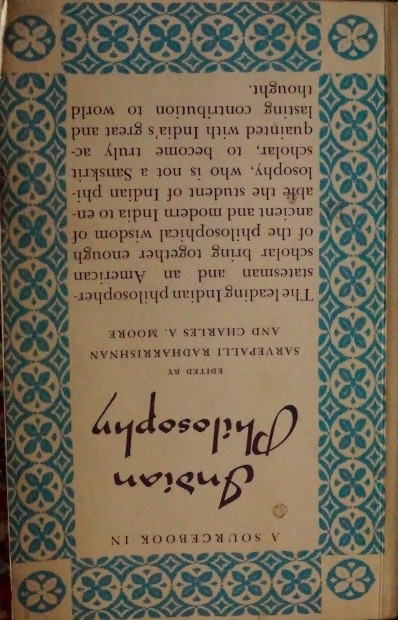 A SOURCEBOOK IN
Indian
Philosophy
EDITED BY
SARVEPALLI RADHAKRISHNAN
AND CHARLES A. MOORE
The leading Indian philosopher-
statesman and an American
scholar bring together enough
of the philosophical wisdom of
ancient and modern India to en-
able the student of Indian phi-
losophy, who is not a Sanskrit
scholar, to become truly ac-
quainted with India's great and
lasting contribution to world
thought.